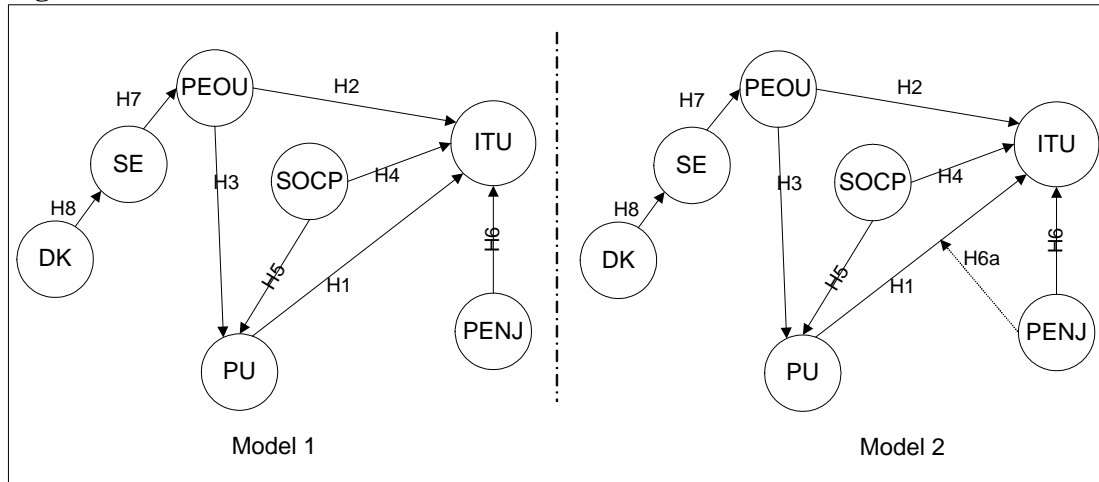 PEOU
H2
H7
ITU
SE
H3
SOCP
H4
H8
DK
H5
H1
H6
PENJ
PU
Model 1
PEOU
H2
H7
ITU
SE
H3
SOCP
H4
H8
DK
H5
H1
H6a
H6
PENJ
PU
Model 2